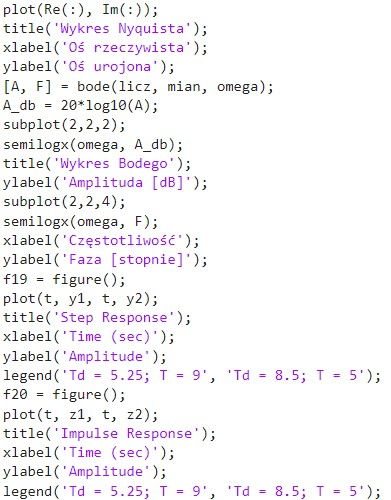 plot(Re(:), Im(:));
title('Wykres Nyquista');
xlabel('Oś rzeczywista');
ylabel('Oś urojona');
[A, F] = bode(licz, mian, omega);
A_db = 20*log10(A);
subplot(2,2,2);
semilogx(omega, A_db);
title('Wykres Bodego');
ylabel('Amplituda [dB]');
subplot(2,2,4);
semilogx(omega, F);
xlabel('Częstotliwość');
ylabel('Faza [stopnie]');
f19 = figure();
plot(t, y1, t, y2);
title('Step Response');
xlabel('Time (sec)');
ylabel('Amplitude');
legend('Td = 5.25; T = 9', 'Td = 8.5; T = 5');
f20 = figure();
plot(t, z1, t, z2);
title('Impulse Response');
xlabel('Time (sec)');
ylabel('Amplitude');
legend('Td = 5.25; T = 9', 'Td = 8.5; T = 5');